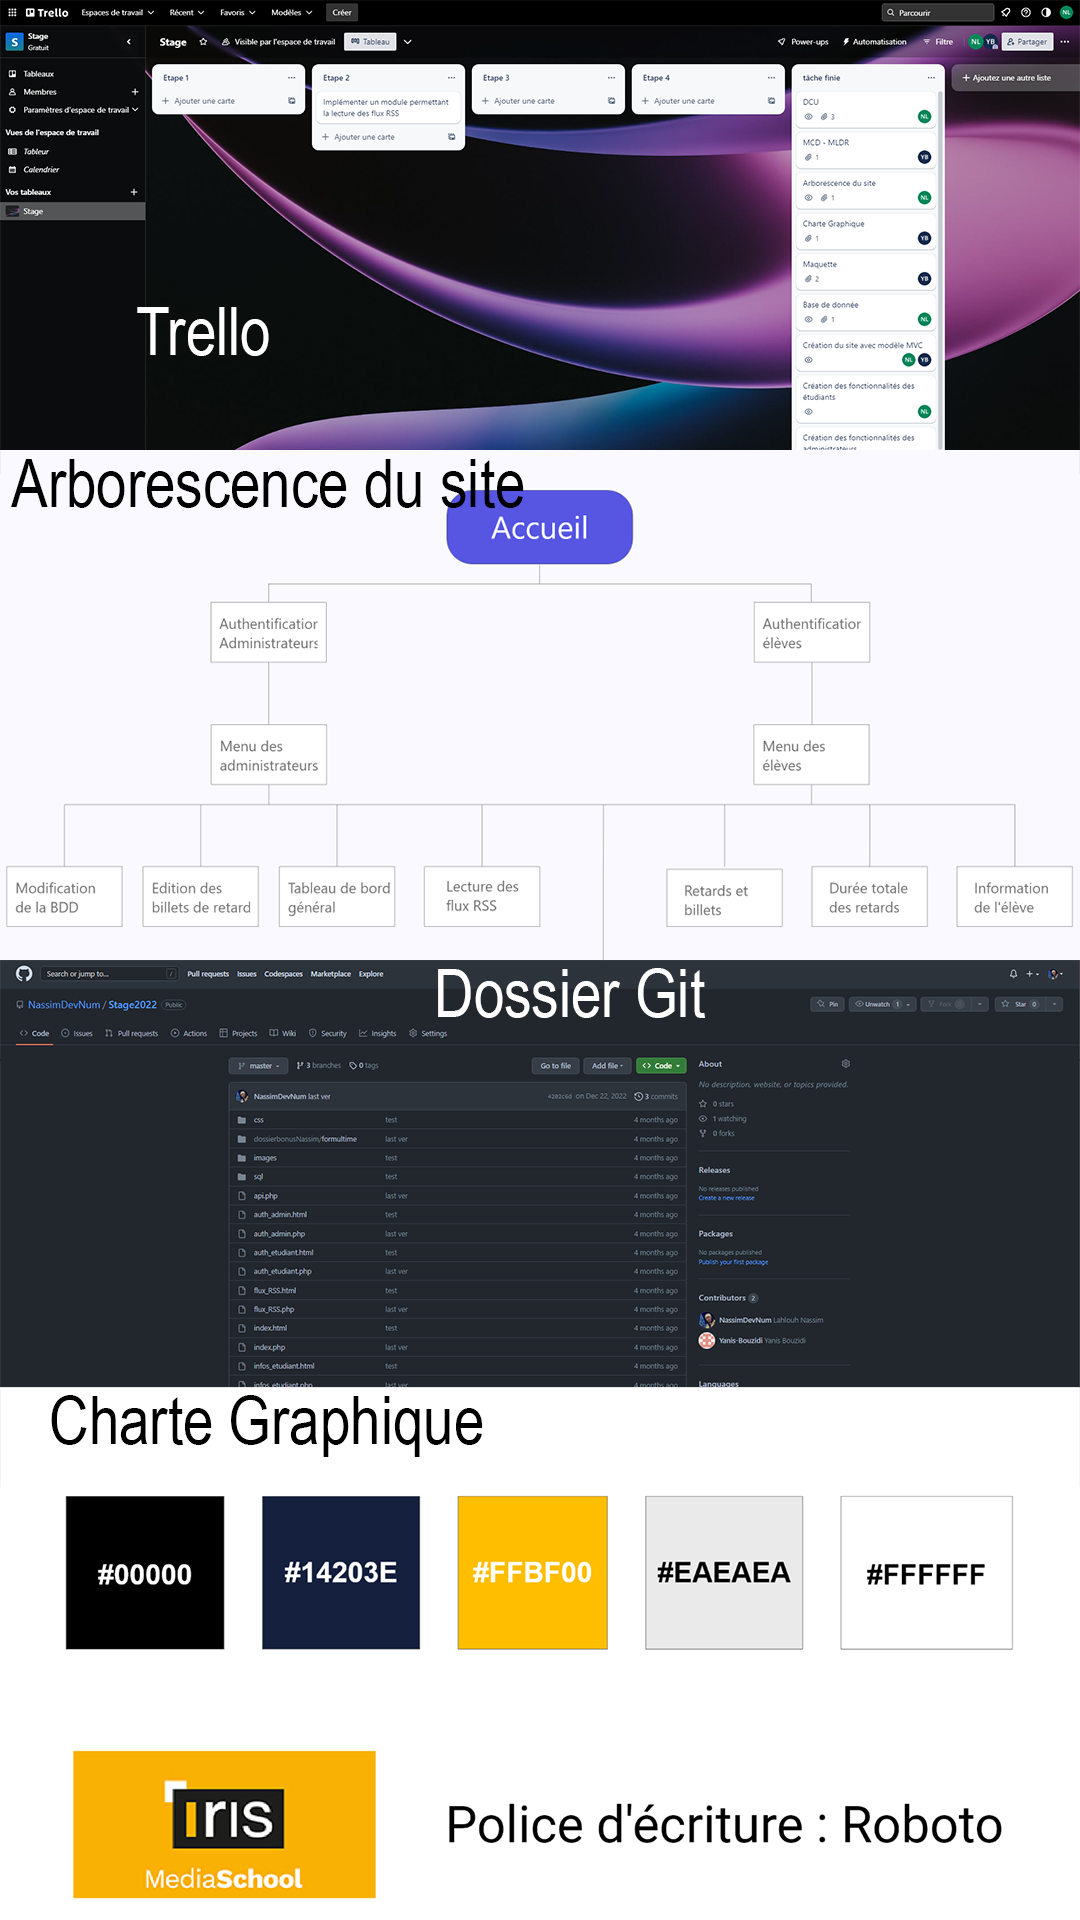 Trello
Espaces de travail
Récent
Favoris
Modèles
Créer
Parcourir
NL
S
Stage
Gratuit
Stage
Visible par l'espace de travail
Tableau
Power-ups
Automatisation
Filtre
NL
YB
Partager
Tableaux
Membres
Paramètres d'espace de travail
Vues de l'espace de travail
Tableur
Calendrier
Vos tableaux
Stage
Etape 1
Ajouter une carte
Etape 2
Implémenter un module permettant
la lecture des flux RSS
Ajouter une carte
Etape 3
Ajouter une carte
Etape 4
Ajouter une carte
tâche finie
DCU
3
NL
MCD - MLDR
1
YB
Arborescence du site
1
NL
Charte Graphique
1
YB
Maquette
2
YB
Base de donnée
1
NL
Création du site avec modèle MVC
NL
YB
Création des fonctionnalités des
étudiants
NL
Création des fonctionnalités des
administrateurs
Ajoutez une autre liste
Trello
Arborescence du site
Accueil
Authentification
Administrateurs
Authentification
élèves
Menu des
administrateurs
Menu des
élèves
Modification
de la BDD
Edition des
billets de retard
Tableau de bord
général
Lecture des
flux RSS
Retards et
billets
Durée totale
des retards
Information
de l'élève
Search or jump to...
/
Pull requests
Issues
Codespaces
Marketplace
Explore
Dossier Git
NassimDevNum / Stage2022
Public
Pin
Unwatch 1
Fork 0
Star 0
Code
Issues
Pull requests
Actions
Projects
Wiki
Security
Insights
Settings
master
3 branches
0 tags
Go to file
Add file
Code
NassimDevNum last ver
4202c6d on Dec 22, 2022
3 commits
css test 4 months ago
dossierbonusNassim/formultime last ver 4 months ago
images test 4 months ago
sql test 4 months ago
api.php last ver 4 months ago
auth_admin.html test 4 months ago
auth_admin.php last ver 4 months ago
auth_etudiant.html test 4 months ago
auth_etudiant.php last ver 4 months ago
flux_RSS.html test 4 months ago
flux_RSS.php last ver 4 months ago
index.html test 4 months ago
index.php last ver 4 months ago
infos_etudiant.html test 4 months ago
infos_etudiant.php last ver 4 months ago
About
No description, website, or topics provided.
0 stars
1 watching
0 forks
Releases
No releases published
Create a new release
Packages
No packages published
Publish your first package
Contributors 2
NassimDevNum Lahlouh Nassim
Yanis-Bouzidi Yanis Bouzidi
Languages
Charte Graphique
#00000
#14203E
#FFBF00
#EAEAEA
#FFFFFF
iris
MediaSchool
Police d'écriture : Roboto